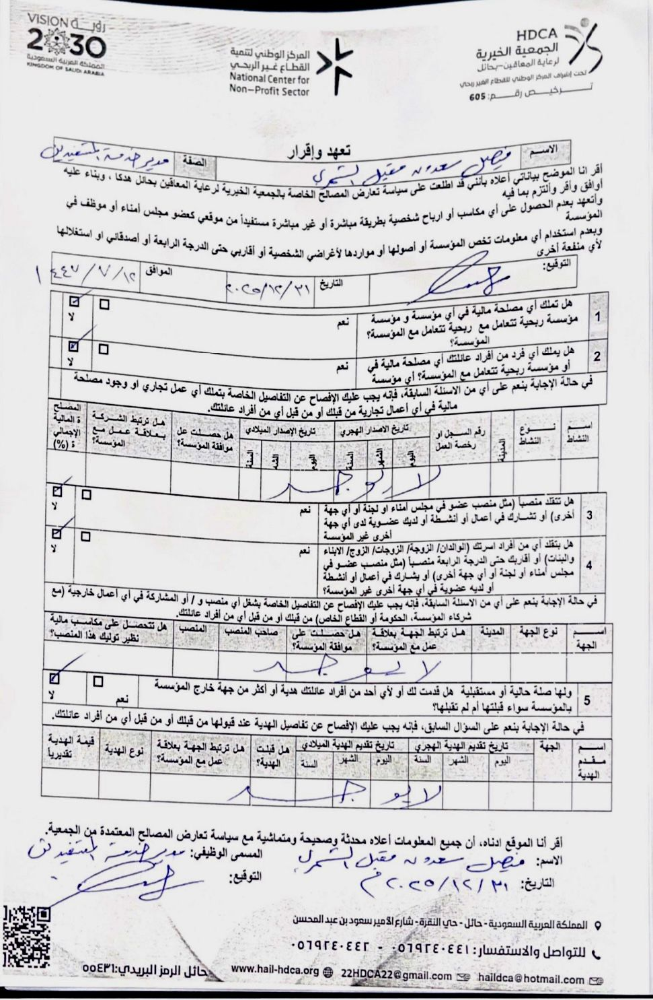 HDCA
الجمعية الخيرية
لرعاية المعاقين-بحائل
تحت إشراف المركز الوطني للقطاع الغير ربحي
ترخيص رقم: 605
المركز الوطني لتنمية
القطاع غير الربحي
National Center for
Non-Profit Sector
VISION رؤيــة
2030
المملكة العربية السعودية
KINGDOM OF SAUDI ARABIA
تعهد وإقرار
الاسم فيصل سعدون مقبل الشمري الصفة مدير خدمة المستفيدين
أقر انا الموضح بياناتي أعلاه بأنني قد اطلعت على سياسة تعارض المصالح الخاصة بالجمعية الخيرية لرعاية المعاقين بحائل هدكا ، وبناء عليه
أوافق وأقر وألتزم بما فيه
وأتعهد بعدم الحصول على أي مكاسب أو ارباح شخصية بطريقة مباشرة أو غير مباشرة مستفيداً من موقعي كعضو مجلس أمناء أو موظف في
المؤسسة
وبعدم استخدام أي معلومات تخص المؤسسة أو أصولها أو مواردها لأغراضي الشخصية أو أقاربي حتى الدرجة الرابعة أو أصدقائي او استغلالها
لأي منفعة أخرى
التوقيع: التاريخ ٢٠٢٥/١٢/٣١ الموافق ١٤٤٧/٧/١٢
1 هل تملك أي مصلحة مالية في أي مؤسسة و مؤسسة
مؤسسة ربحية تتعامل مع ربحية تتعامل مع المؤسسة؟
المؤسسة؟
نعم
لا
2 هل يملك أي فرد من أفراد عائلتك أي مصلحة مالية في
أو مؤسسة ربحية تتعامل مع المؤسسة؟ أي مؤسسة
نعم
لا
في حالة الإجابة بنعم على أي من الاسئلة السابقة، فإنه يجب عليك الإفصاح عن التفاصيل الخاصة بتملك أي عمل تجاري او وجود مصلحة
مالية في أي أعمال تجارية من قبلك أو من قبل أي من أفراد عائلتك.
اسم النشاط
نوع النشاط
المدينة
رقم السجل او رخصة العمل
تاريخ الاصدار الهجري
اليوم الشهر السنة
تاريخ الإصدار الميلادي
اليوم الشه السنة
هل حصلت عل موافقة المؤسسة؟
هل ترتبط الشركة بعلاقة عمل مع المؤسسة؟
المصلح ة المالية الإجمالي ة (%)
لا يوجد
3 هل تتقلد منصباً (مثل منصب عضو في مجلس أمناء او لجنة أو أي جهة
أخرى) أو تشارك في أعمال أو أنشطة أو لديك عضوية لدى أي جهة
أخرى غير المؤسسة
نعم
لا
4 هل يتقلد أي من أفراد اسرتك (الوالدان/ الزوجة/ الزوجات/ الزوج/ الابناء
والبنات) أو أقاربك حتى الدرجة الرابعة منصباً (مثل منصب عضو في
مجلس أمناء أو لجنة أو أي جهة أخرى) أو يشارك في أعمال أو أنشطة
أو لديه عضوية في أي جهة أخرى غير المؤسسة؟
نعم
لا
في حالة الإجابة بنعم على أي من الاسئلة السابقة، فإنه يجب عليك الإفصاح عن التفاصيل الخاصة بشغل أي منصب و / أو المشاركة في أي أعمال خارجية (مع
شركاء المؤسسة، الحكومة أو القطاع الخاص) من قبلك أو من قبل أي من أفراد عائلتك.
اسم الجهة
نوع الجهة
المدينة
هل ترتبط الجهة بعلاقة عمل مع المؤسسة؟
هل حصلت على موافقة المؤسسة؟
صاحب المنصب
المنصب
هل تتحصل على مكاسب مالية نظير توليك هذا المنصب؟
لا يوجد
5 ولها صلة حالية أو مستقبلية هل قدمت لك أو لأي أحد من أفراد عائلتك هدية أو أكثر من جهة خارج المؤسسة
بالمؤسسة سواء قبلتها أم لم تقبلها؟
نعم
لا
في حالة الإجابة بنعم على السؤال السابق، فإنه يجب عليك الإفصاح عن تفاصيل الهدية عند قبولها من قبلك أو من قبل أي من أفراد عائلتك.
اسم مقدم الهدية
الجهة
تاريخ تقديم الهدية الهجري
اليوم الشهر السنة
تاريخ تقديم الهدية الميلادي
اليوم الشهر السنة
هل قبلت الهدية؟
هل ترتبط الجهة بعلاقة عمل مع المؤسسة؟
نوع الهدية
قيمة الهدية تقديرياً
لا يوجد
أقر أنا الموقع ادناه، أن جميع المعلومات أعلاه محدثة وصحيحة ومتماشية مع سياسة تعارض المصالح المعتمدة من الجمعية.
الاسم: فيصل سعدون مقبل الشمري المسمى الوظيفي: مدير خدمة المستفيدين
التاريخ: ٢٠٢٥/١٢/٣١ م التوقيع:
المملكة العربية السعودية - حائل - حي النقرة - شارع الأمير سعود بن عبد المحسن
للتواصل والاستفسار: ٠٥٦٩٢٤٠٤٤١ - ٠٥٦٩٢٤٠٤٤٢
haildca@hotmail.com 22HDCA22@gmail.com www.hail-hdca.org حائل الرمز البريدي: ٥٥٤٣١